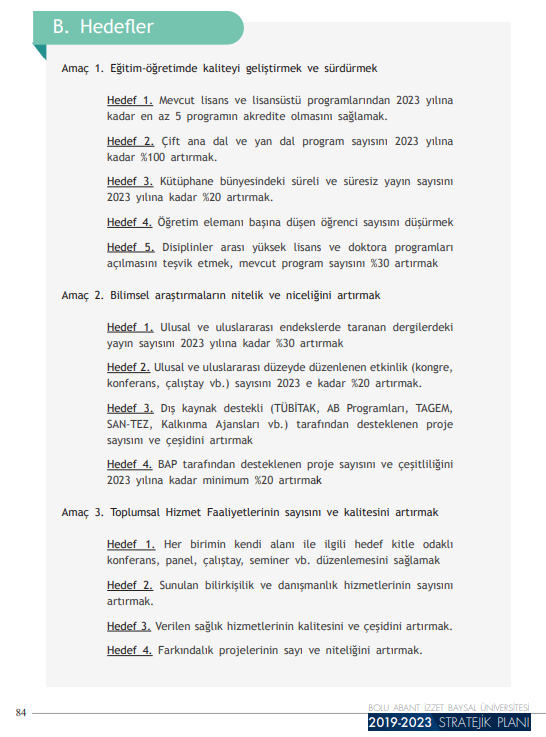 B. Hedefler
Amaç 1. Eğitim-öğretimde kaliteyi geliştirmek ve sürdürmek
Hedef 1. Mevcut lisans ve lisansüstü programlarından 2023 yılına
kadar en az 5 programın akredite olmasını sağlamak.
Hedef 2. Çift ana dal ve yan dal program sayısını 2023 yılına
kadar %100 artırmak.
Hedef 3. Kütüphane bünyesindeki süreli ve süresiz yayın sayısını
2023 yılına kadar %20 artırmak.
Hedef 4. Öğretim elemanı başına düşen öğrenci sayısını düşürmek
Hedef 5. Disiplinler arası yüksek lisans ve doktora programları
açılmasını teşvik etmek, mevcut program sayısını %30 artırmak
Amaç 2. Bilimsel araştırmaların nitelik ve niceliğini artırmak
Hedef 1. Ulusal ve uluslararası endekslerde taranan dergilerdeki
yayın sayısını 2023 yılına kadar %30 artırmak
Hedef 2. Ulusal ve uluslararası düzeyde düzenlenen etkinlik (kongre,
konferans, çalıştay vb.) sayısını 2023 e kadar %20 artırmak.
Hedef 3. Dış kaynak destekli (TÜBİTAK, AB Programları, TAGEM,
SAN-TEZ, Kalkınma Ajansları vb.) tarafından desteklenen proje
sayısını ve çeşidini artırmak
Hedef 4. BAP tarafından desteklenen proje sayısını ve çeşitliliğini
2023 yılına kadar minimum %20 artırmak
Amaç 3. Toplumsal Hizmet Faaliyetlerinin sayısını ve kalitesini artırmak
Hedef 1. Her birimin kendi alanı ile ilgili hedef kitle odaklı
konferans, panel, çalıştay, seminer vb. düzenlemesini sağlamak
Hedef 2. Sunulan bilirkişilik ve danışmanlık hizmetlerinin sayısını
artırmak.
Hedef 3. Verilen sağlık hizmetlerinin kalitesini ve çeşidini artırmak.
Hedef 4. Farkındalık projelerinin sayı ve niteliğini artırmak.
84
BOLU ABANT İZZET BAYSAL ÜNİVERSİTESİ
2019-2023 STRATEJİK PLANI